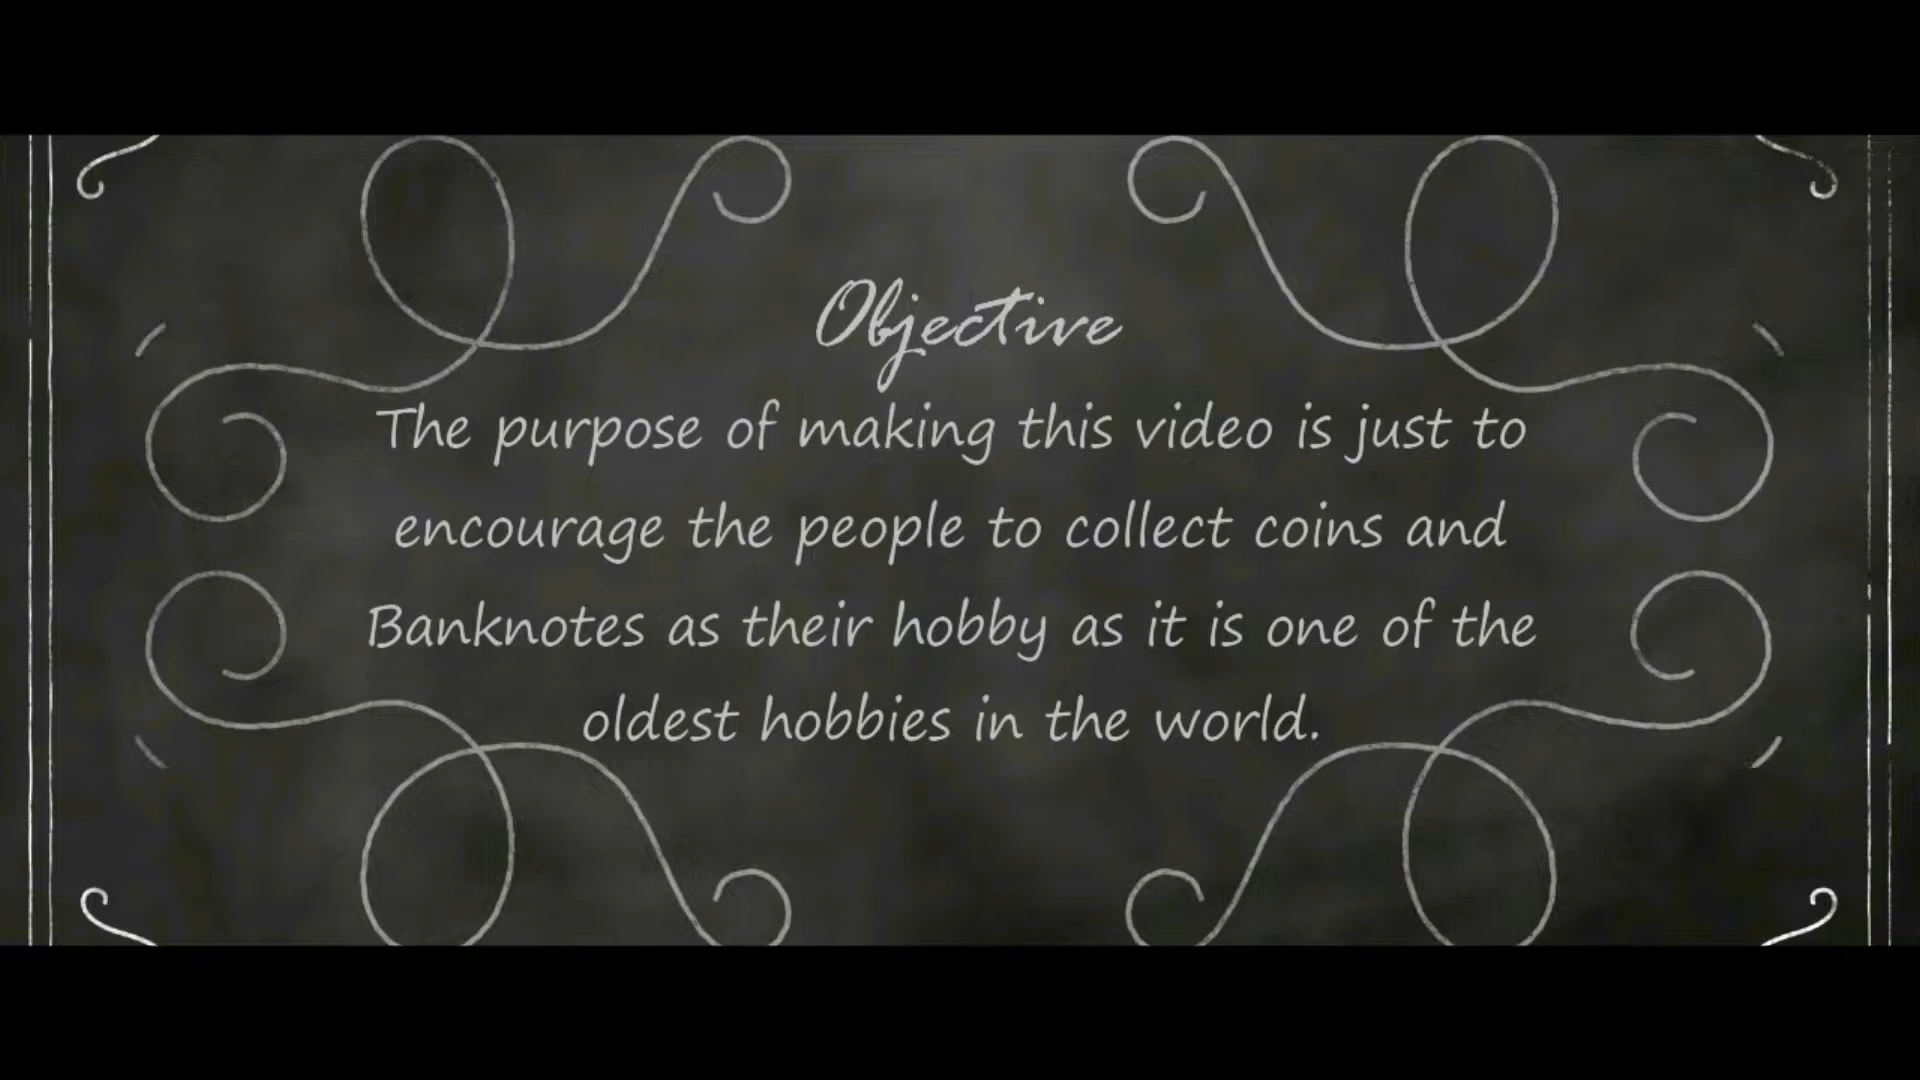 Objective
The purpose of making this video is just to
encourage the people to collect coins and
Banknotes as their hobby as it is one of the
oldest hobbies in the world.